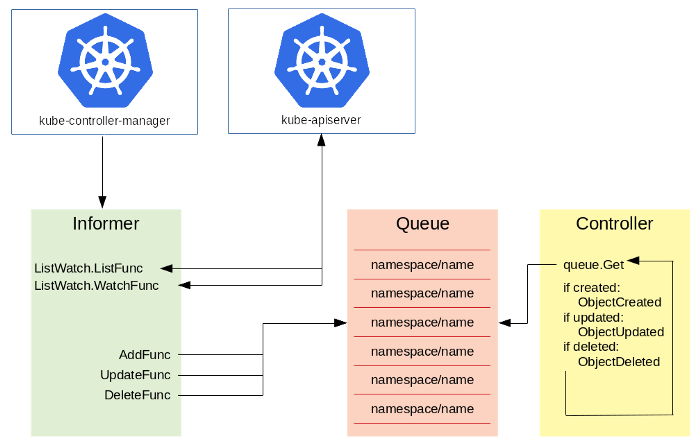 kube-controller-manager
kube-apiserver
Informer
ListWatch.ListFunc
ListWatch.WatchFunc
AddFunc
UpdateFunc
DeleteFunc
Queue
namespace/name
namespace/name
namespace/name
namespace/name
namespace/name
namespace/name
Controller
queue.Get
if created:
ObjectCreated
if updated:
ObjectUpdated
if deleted:
ObjectDeleted